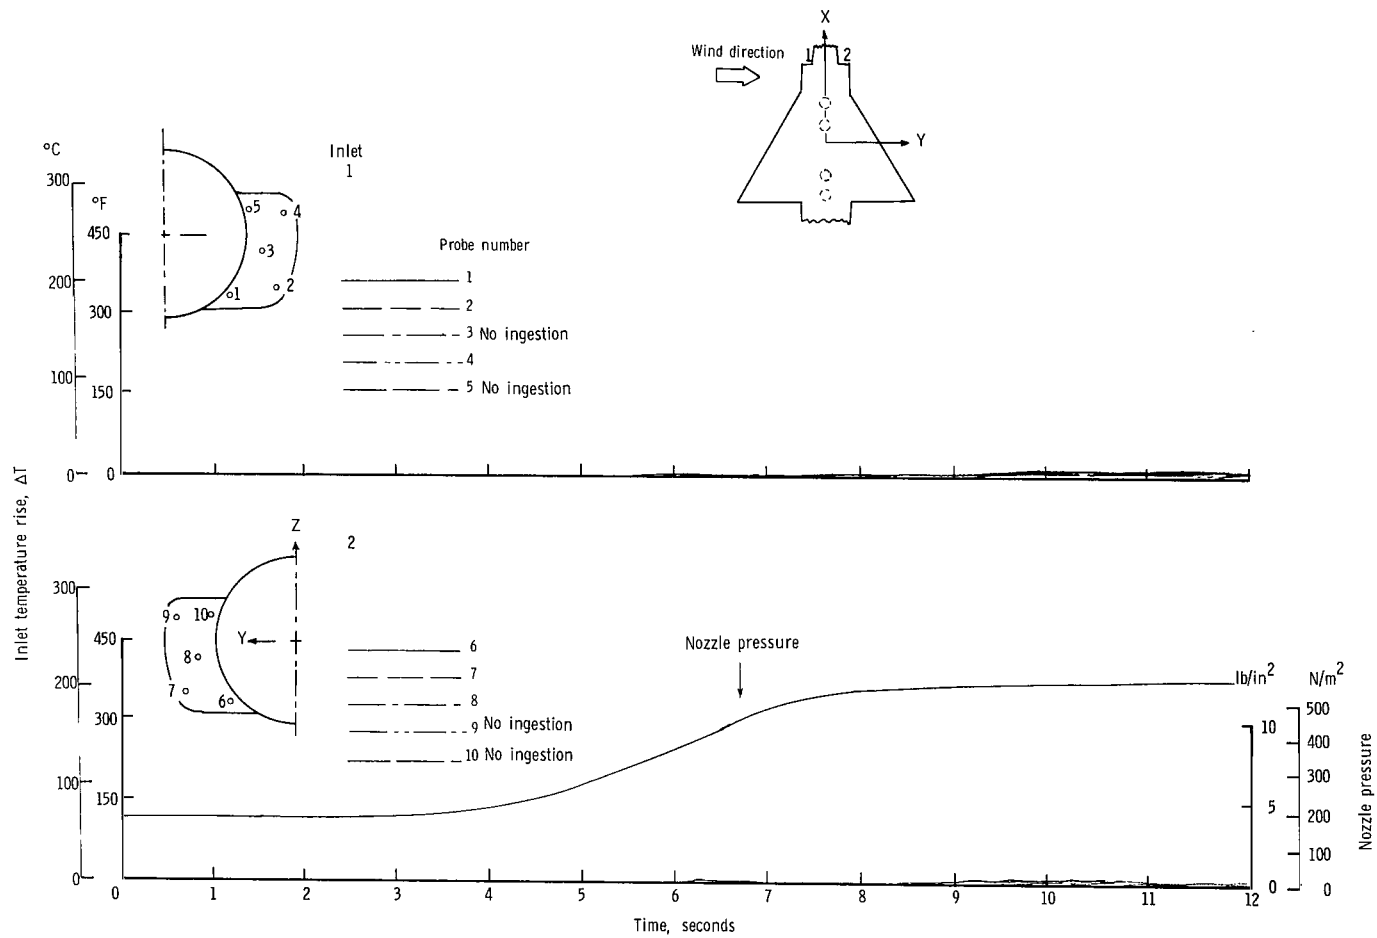 X
Wind direction
1
2
Y
°C
Inlet
1
300
°F
5
4
450
Probe number
3
200
1
1
2
300
2
3 No ingestion
4
100
150
5 No ingestion
0
0
Inlet temperature rise, ΔT
Z
2
300
9
10
450
Y
6
Nozzle pressure
8
7
200
7
6
8
lb/in²
N/m²
300
9 No ingestion
10
500
10 No ingestion
400
100
150
300
5
200
100
Nozzle pressure
0
0
0
0 1 2 3 4 5 6 7 8 9 10 11 12
Time, seconds